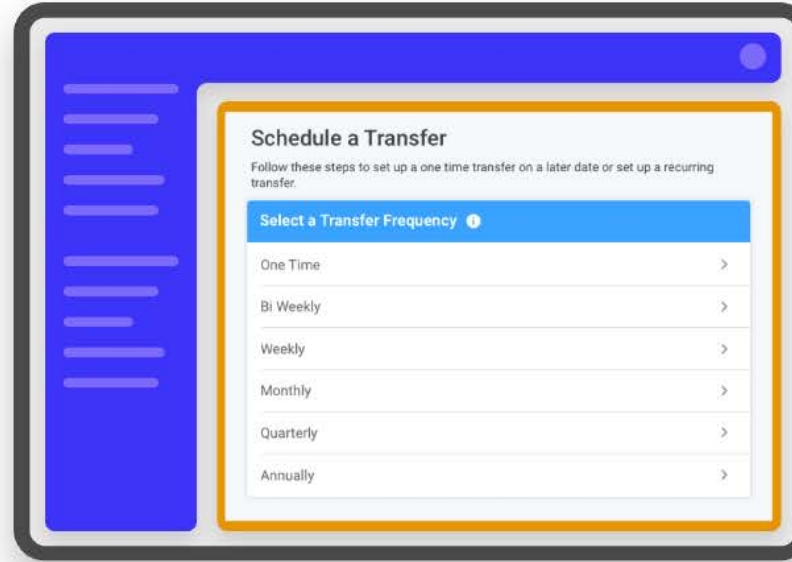 Schedule a Transfer
Follow these steps to set up a one time transfer on a later date or set up a recurring
transfer.
Select a Transfer Frequency
One Time
Bi Weekly
Weekly
Monthly
Quarterly
Annually